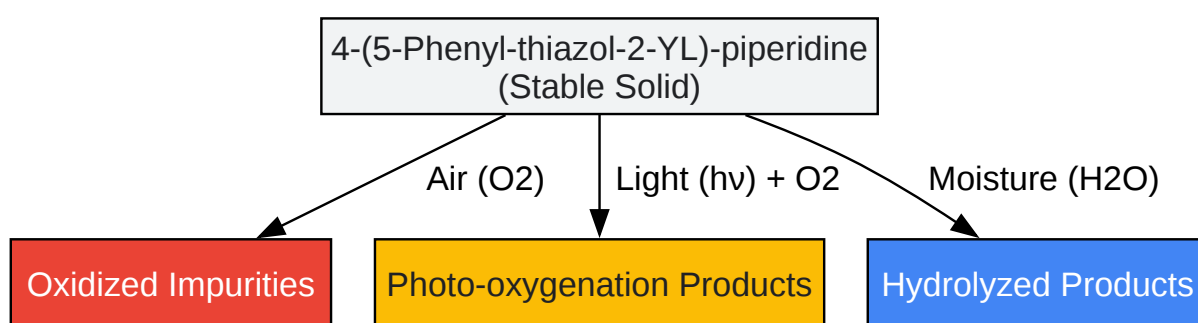 4-(5-Phenyl-thiazol-2-YL)-piperidine
(Stable Solid)
Air (O2)
Light (hν) + O2
Moisture (H2O)
Oxidized Impurities
Photo-oxygenation Products
Hydrolyzed Products